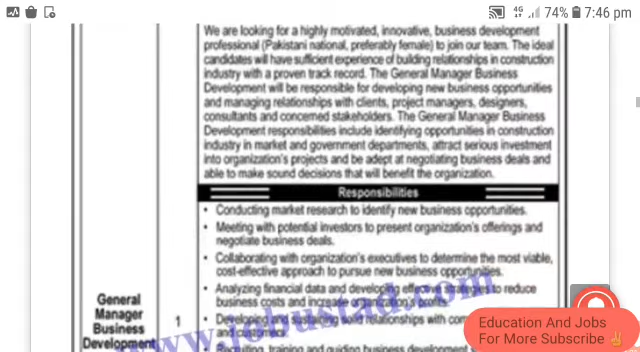 4G 74% 7:46 pm
We are looking for a highly motivated, innovative, business development
professional (Pakistani national, preferably female) to join our team. The ideal
candidates will have sufficient experience of building relationships in construction
industry with a proven track record. The General Manager Business
Development will be responsible for developing new business opportunities
and managing relationships with clients, project managers, designers,
consultants and concerned stakeholders. The General Manager Business
Development responsibilities include identifying opportunities in construction
industry in market and government departments, attract serious investment
into organization's projects and be adept at negotiating business deals and
able to make sound decisions that will benefit the organization.
Responsibilities
• Conducting market research to identify new business opportunities.
• Meeting with potential investors to present organization's offerings and
negotiate business deals.
• Collaborating with organization's executives to determine the most viable,
cost-effective approach to pursue new business opportunities.
• Analyzing financial data and developing effective strategies to reduce
business costs and increase organization's profits.
• Developing and sustaining solid relationships with
and customers.
• Recruiting, training and guiding business development
General
Manager
Business
Development
1
Education And Jobs
For More Subscribe ✌